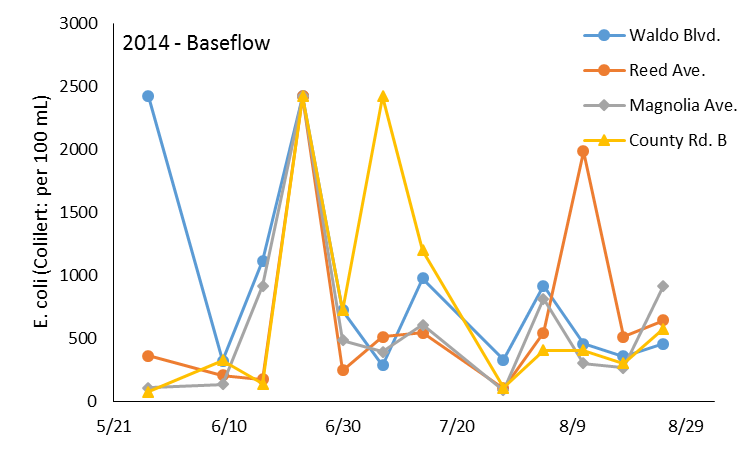 2014 - Baseflow
Waldo Blvd.
Reed Ave.
Magnolia Ave.
County Rd. B
E. coli (Colilert: per 100 mL)
3000
2500
2000
1500
1000
500
0
5/21 6/10 6/30 7/20 8/9 8/29